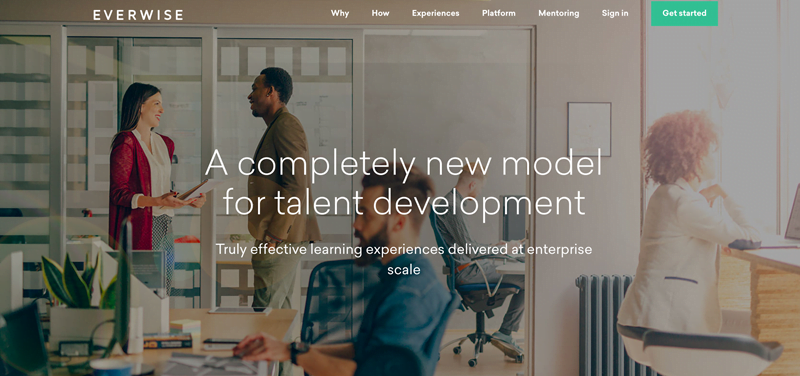 EVERWISE
Why
How
Experiences
Platform
Mentoring
Sign in
Get started
A completely new model
for talent development
Truly effective learning experiences delivered at enterprise
scale